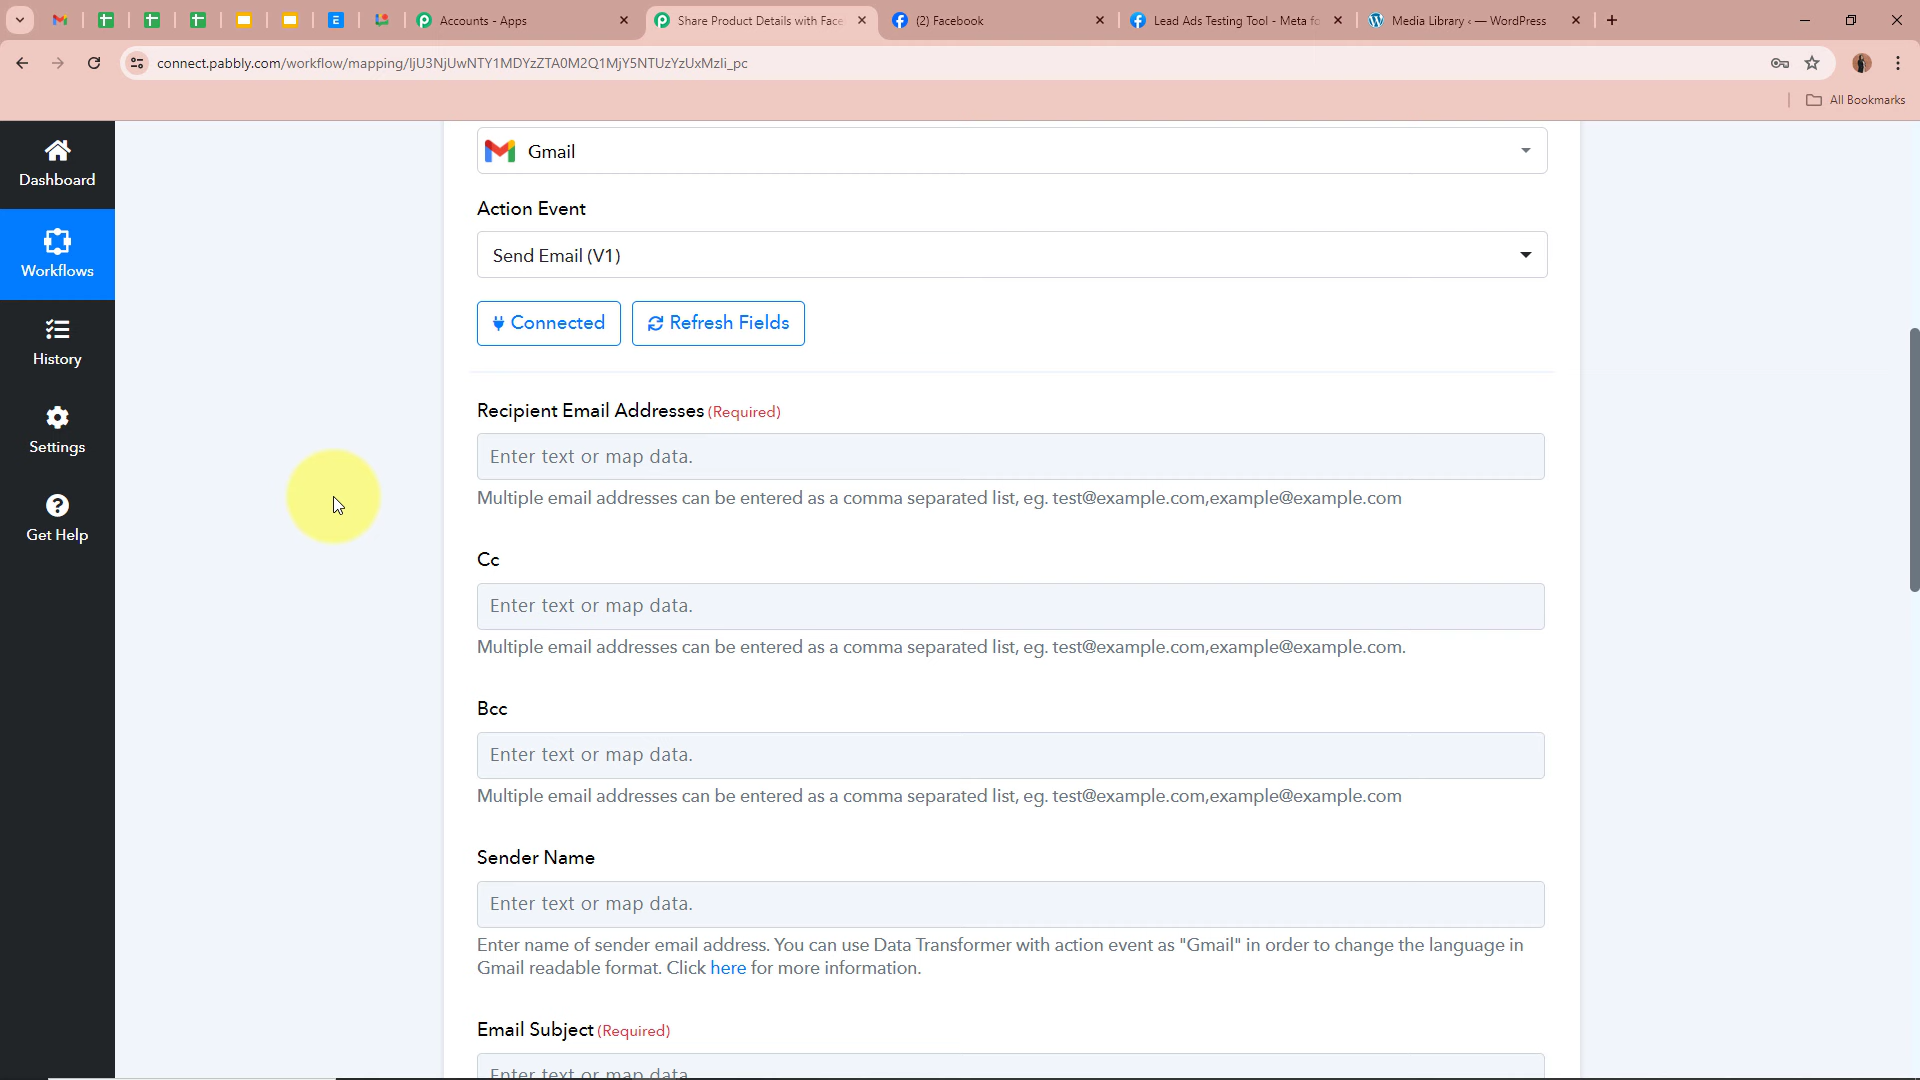 Accounts - Apps
Share Product Details with Face
(2) Facebook
Lead Ads Testing Tool - Meta fo
Media Library ‹ — WordPress
connect.pabbly.com/workflow/mapping/IjU3NjUwNTY1MDYzZTA0M2Q1MjY5NTUzYzUxMzIi_pc
All Bookmarks
Dashboard
Workflows
History
Settings
Get Help
Gmail
Action Event
Send Email (V1)
Connected
Refresh Fields
Recipient Email Addresses (Required)
Enter text or map data.
Multiple email addresses can be entered as a comma separated list, eg. test@example.com,example@example.com
Cc
Enter text or map data.
Multiple email addresses can be entered as a comma separated list, eg. test@example.com,example@example.com.
Bcc
Enter text or map data.
Multiple email addresses can be entered as a comma separated list, eg. test@example.com,example@example.com
Sender Name
Enter text or map data.
Enter name of sender email address. You can use Data Transformer with action event as "Gmail" in order to change the language in
Gmail readable format. Click here for more information.
Email Subject (Required)
Enter text or map data.